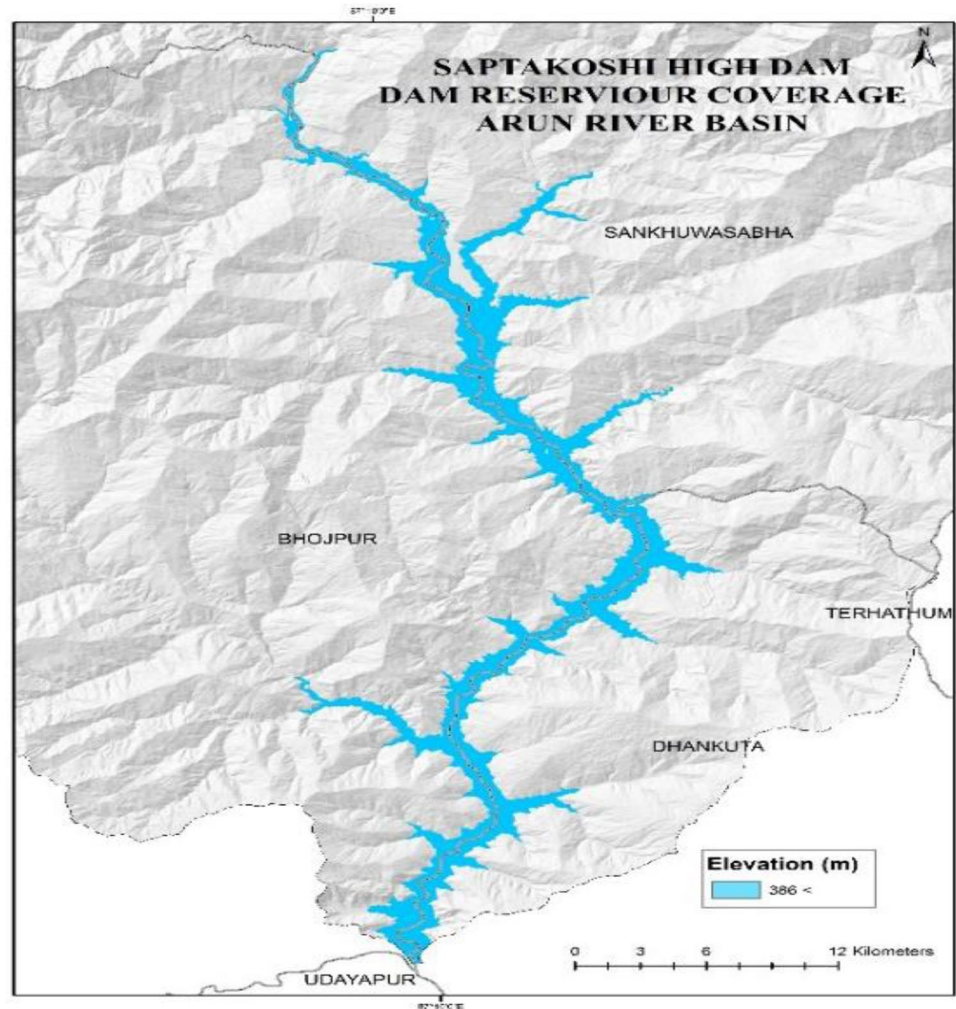 N
SAPTAKOSHI HIGH DAM
DAM RESERVIOUR COVERAGE
ARUN RIVER BASIN
SANKHUWASABHA
BHOJPUR
TERHATHUM
DHANKUTA
Elevation (m)
386 <
0 3 6 12 Kilometers
UDAYAPUR